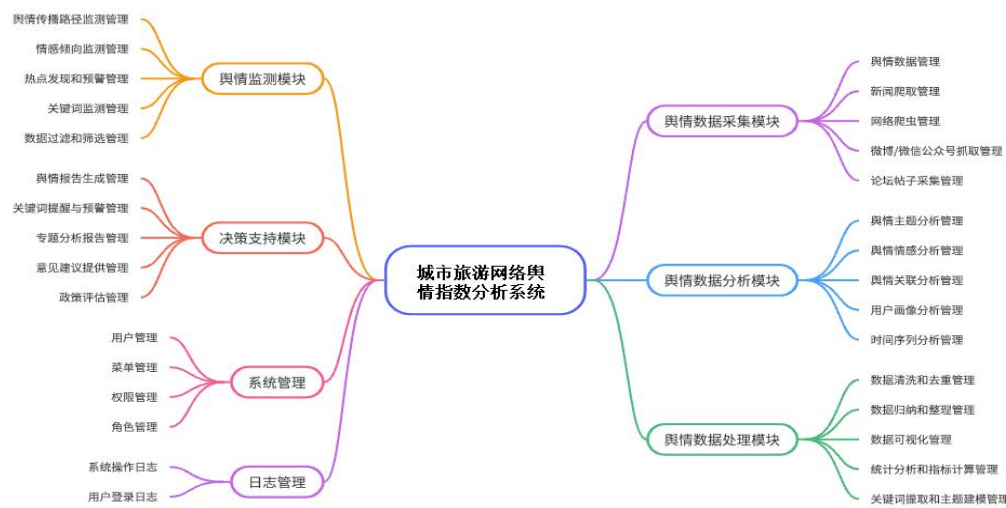 城市旅游网络舆
情指数分析系统
舆情监测模块
舆情传播路径监测管理
情感倾向监测管理
热点发现和预警管理
关键词监测管理
数据过滤和筛选管理
决策支持模块
舆情报告生成管理
关键词提醒与预警管理
专题分析报告管理
意见建议提供管理
政策评估管理
系统管理
用户管理
菜单管理
权限管理
角色管理
日志管理
系统操作日志
用户登录日志
舆情数据采集模块
舆情数据管理
新闻爬取管理
网络爬虫管理
微博/微信公众号抓取管理
论坛帖子采集管理
舆情数据分析模块
舆情主题分析管理
舆情情感分析管理
舆情关联分析管理
用户画像分析管理
时间序列分析管理
舆情数据处理模块
数据清洗和去重管理
数据归纳和整理管理
数据可视化管理
统计分析和指标计算管理
关键词提取和主题建模管理